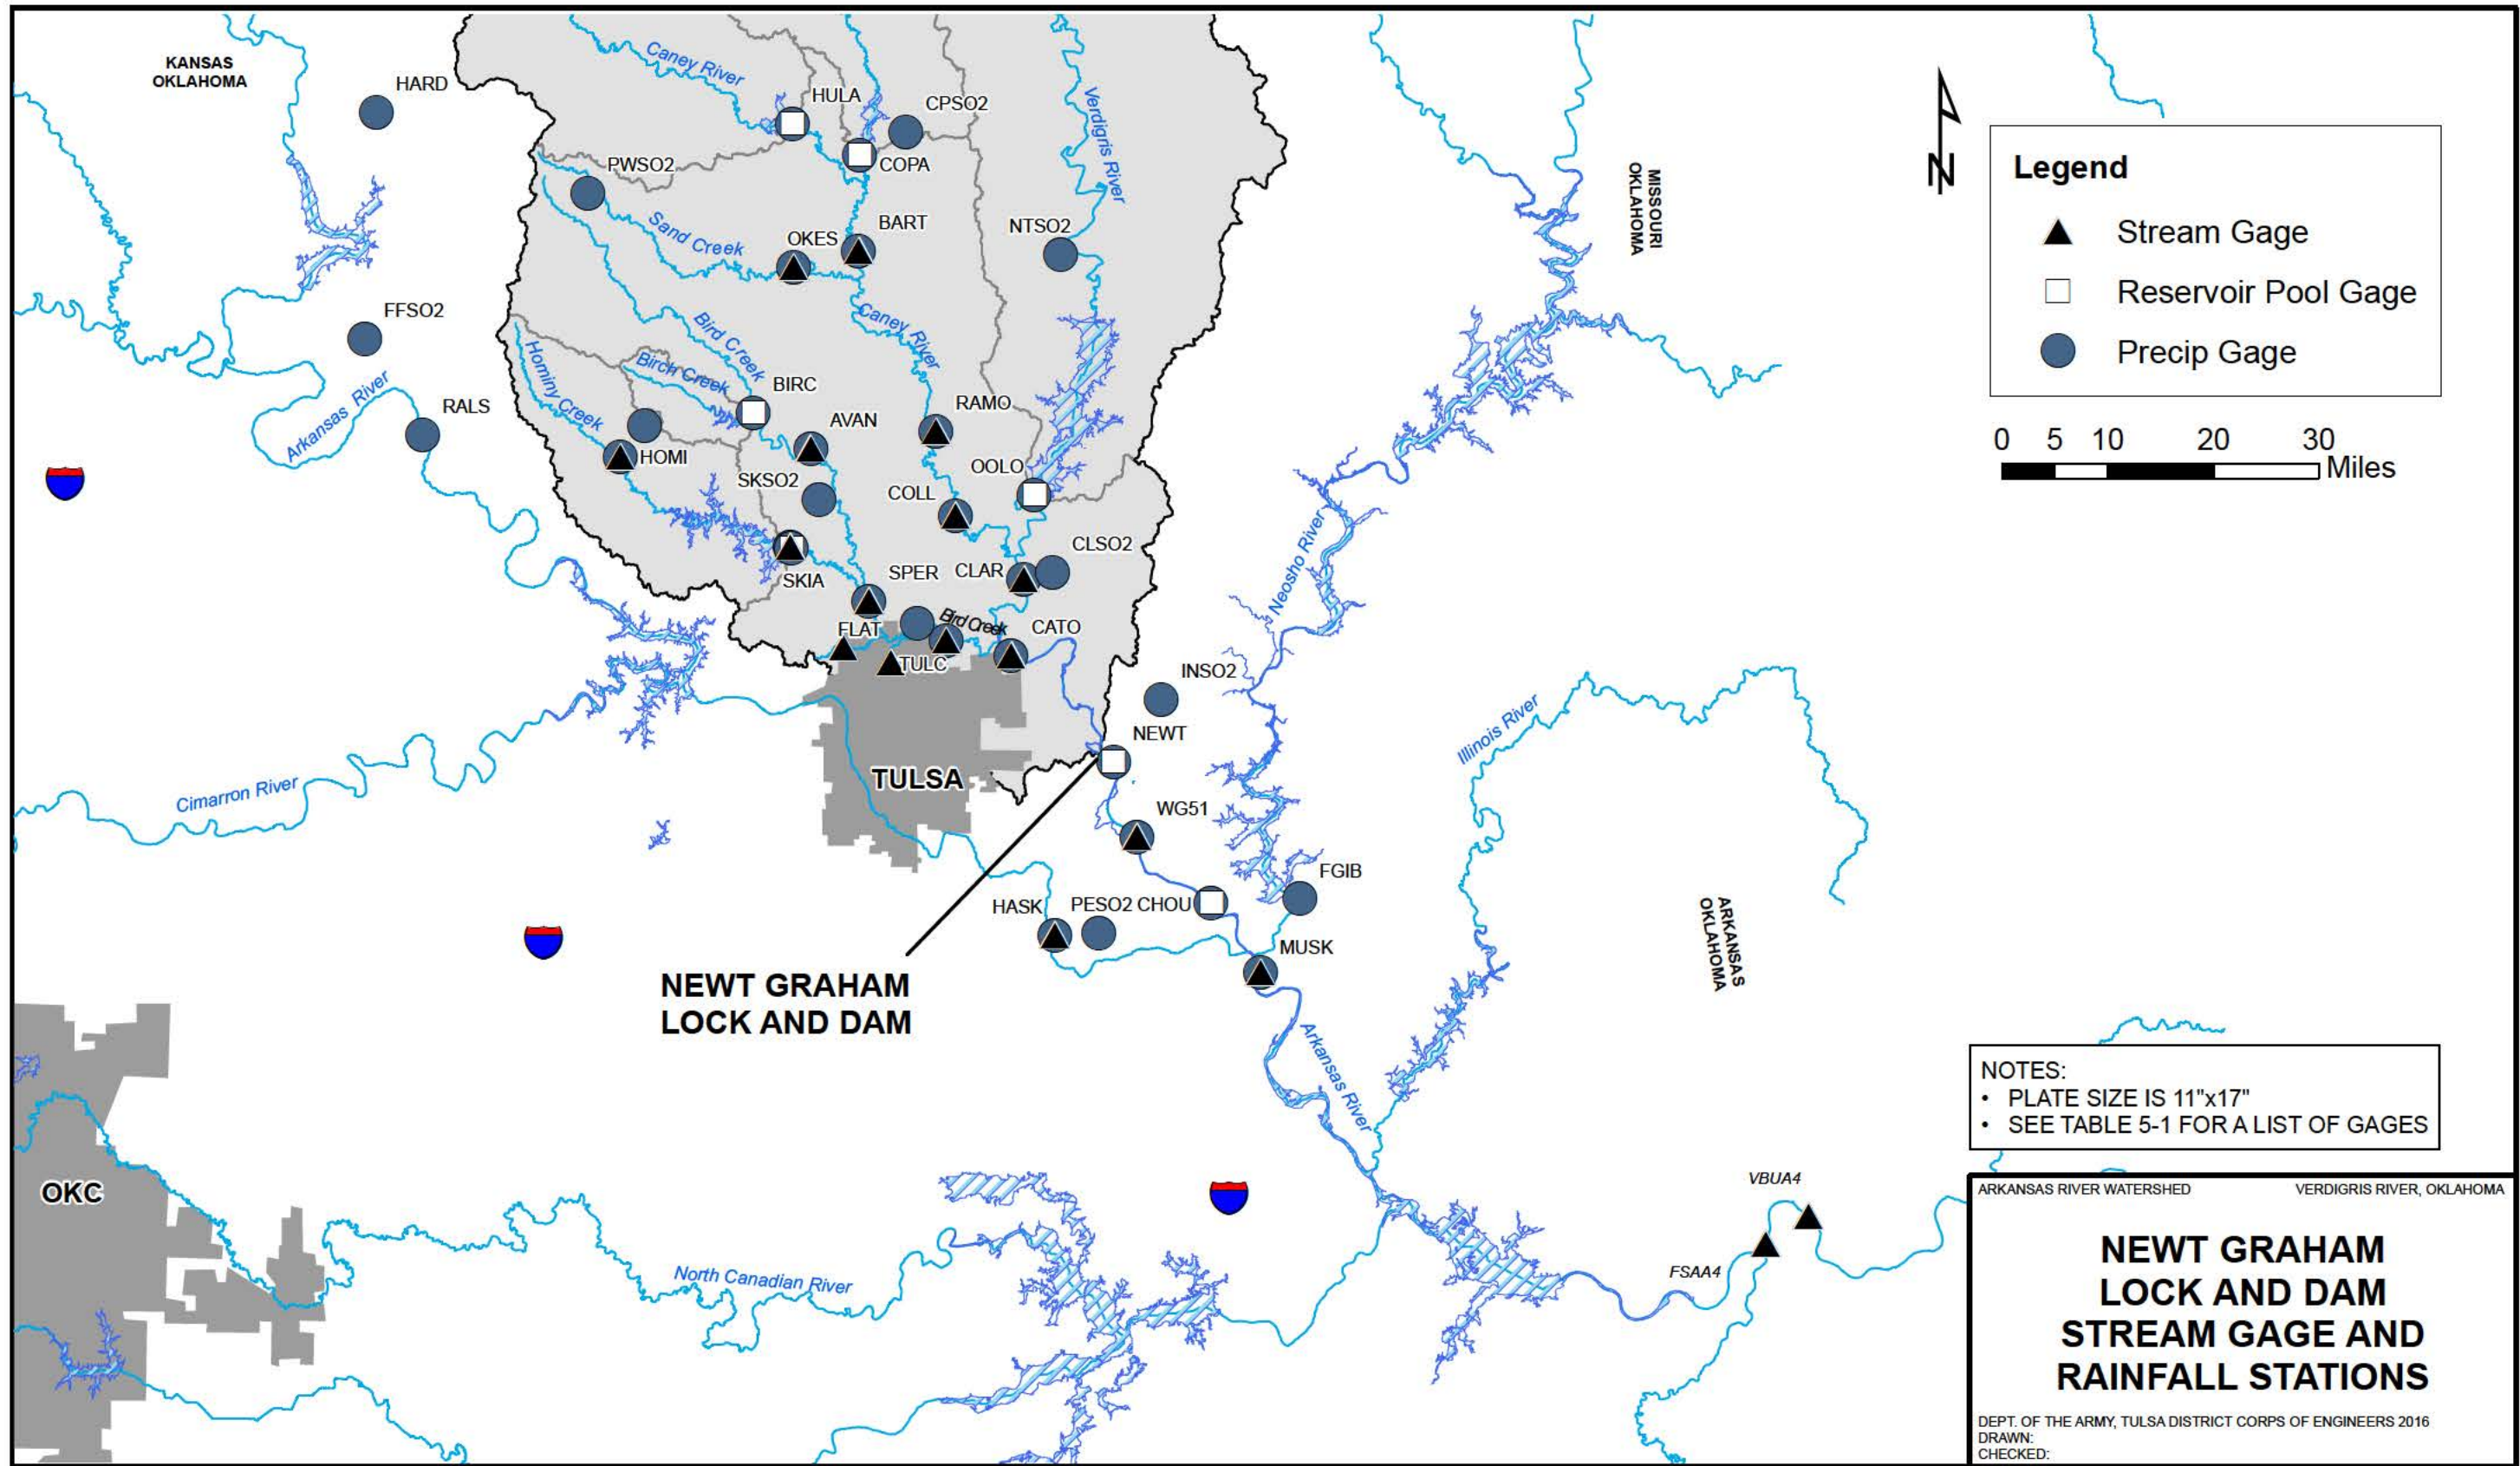 KANSAS
OKLAHOMA
HARD
Caney River
HULA
CPSO2
COPA
Verdigris River
PWSO2
Sand Creek
OKES
BART
NTSO2
MISSOURI
OKLAHOMA
N
Legend
Stream Gage
Reservoir Pool Gage
Precip Gage
0 5 10 20 30
Miles
FFSO2
Arkansas River
RALS
Hominy Creek
Birch Creek
Bird Creek
BIRC
Caney River
AVAN
RAMO
HOMI
SKSO2
COLL
OOLO
SKIA
SPER
CLAR
CLSO2
Bird Creek
FLAT
TULC
CATO
Neosho River
INSO2
NEWT
Illinois River
Cimarron River
TULSA
WG51
FGIB
HASK
PESO2
CHOU
MUSK
NEWT GRAHAM
LOCK AND DAM
ARKANSAS
OKLAHOMA
Arkansas River
OKC
North Canadian River
VBUA4
FSAA4
NOTES:
• PLATE SIZE IS 11"x17"
• SEE TABLE 5-1 FOR A LIST OF GAGES
ARKANSAS RIVER WATERSHED VERDIGRIS RIVER, OKLAHOMA
NEWT GRAHAM
LOCK AND DAM
STREAM GAGE AND
RAINFALL STATIONS
DEPT. OF THE ARMY, TULSA DISTRICT CORPS OF ENGINEERS 2016
DRAWN:
CHECKED: